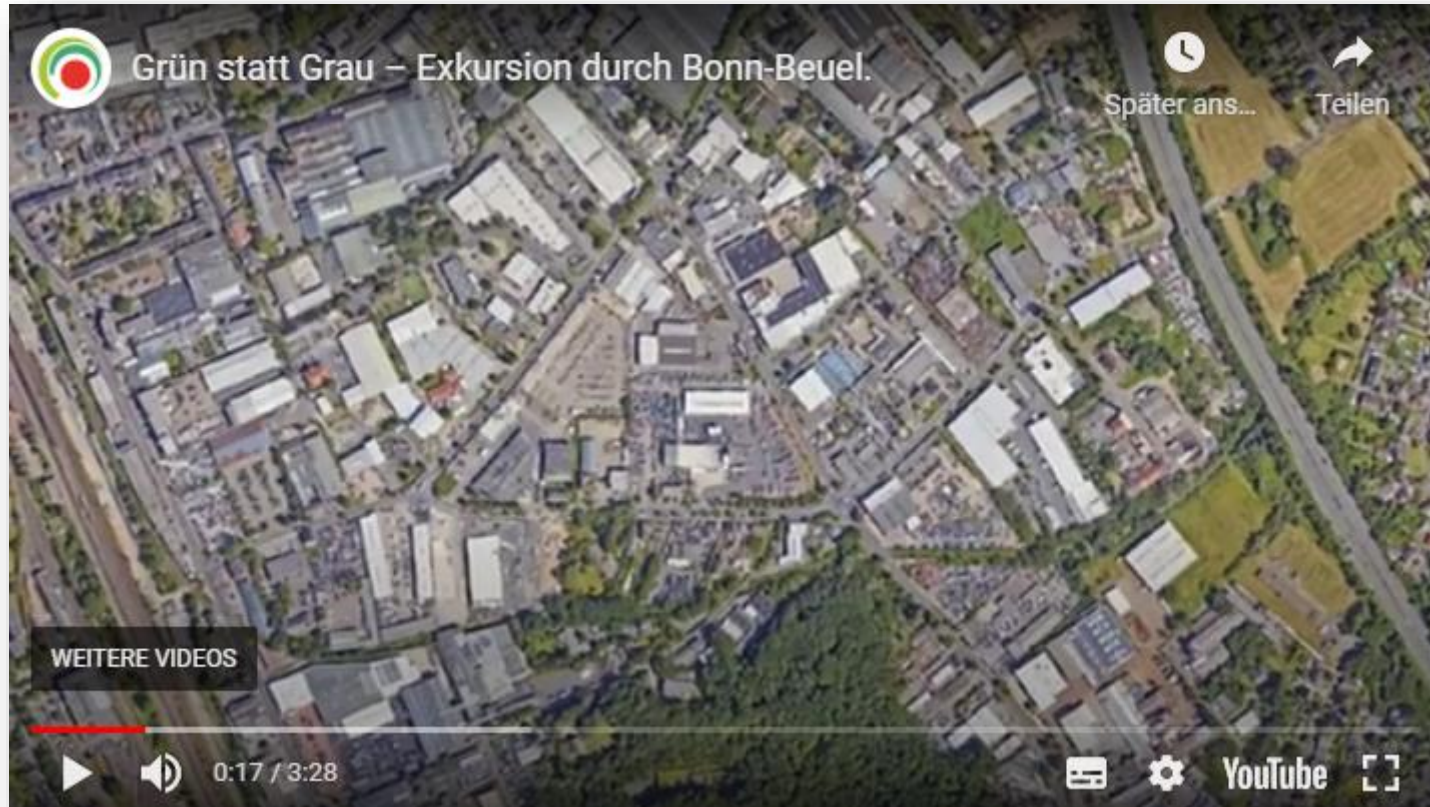 Grün statt Grau – Exkursion durch Bonn-Beuel.
Später ans...
Teilen
WEITERE VIDEOS
0:17 / 3:28
YouTube